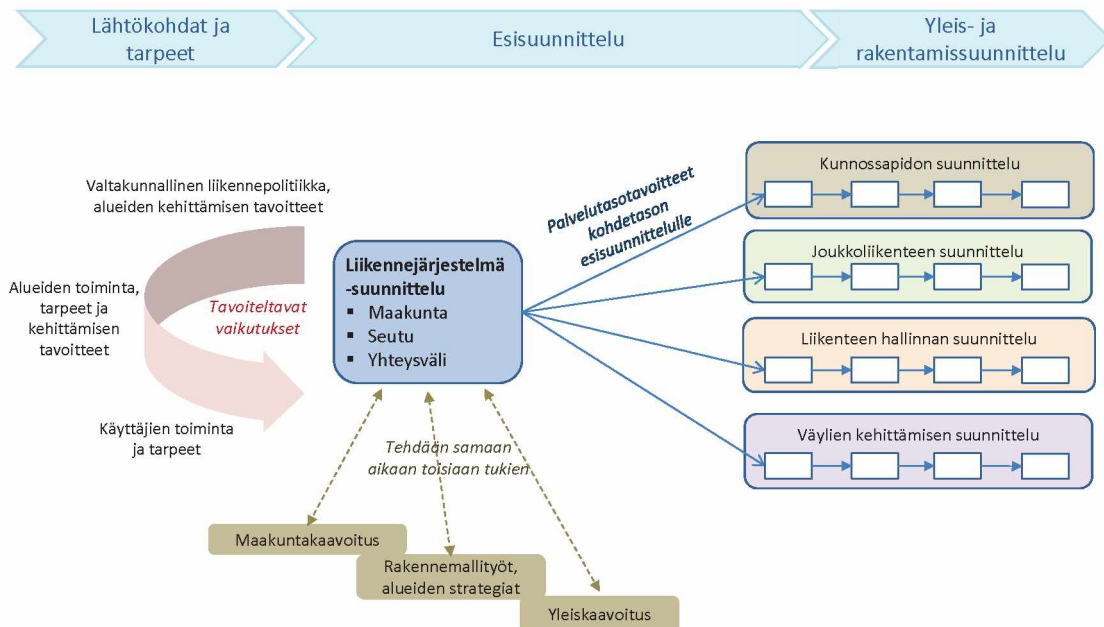 Lähtökohdat ja
tarpeet
Esisuunnittelu
Yleis- ja
rakentamissuunnittelu
Valtakunnallinen liikennepolitiikka,
alueiden kehittämisen tavoitteet
Alueiden toiminta,
tarpeet ja
kehittämisen
tavoitteet
Tavoiteltavat
vaikutukset
Käyttäjien toiminta
ja tarpeet
Liikennejärjestelmä
-suunnittelu
▪ Maakunta
▪ Seutu
▪ Yhteysväli
Palvelutasotavoitteet
kohdetason
esisuunnittelulle
Kunnossapidon suunnittelu
Joukkoliikenteen suunnittelu
Liikenteen hallinnan suunnittelu
Väylien kehittämisen suunnittelu
Tehdään samaan
aikaan toisiaan tukien
Maakuntakaavoitus
Rakennemallityöt,
alueiden strategiat
Yleiskaavoitus